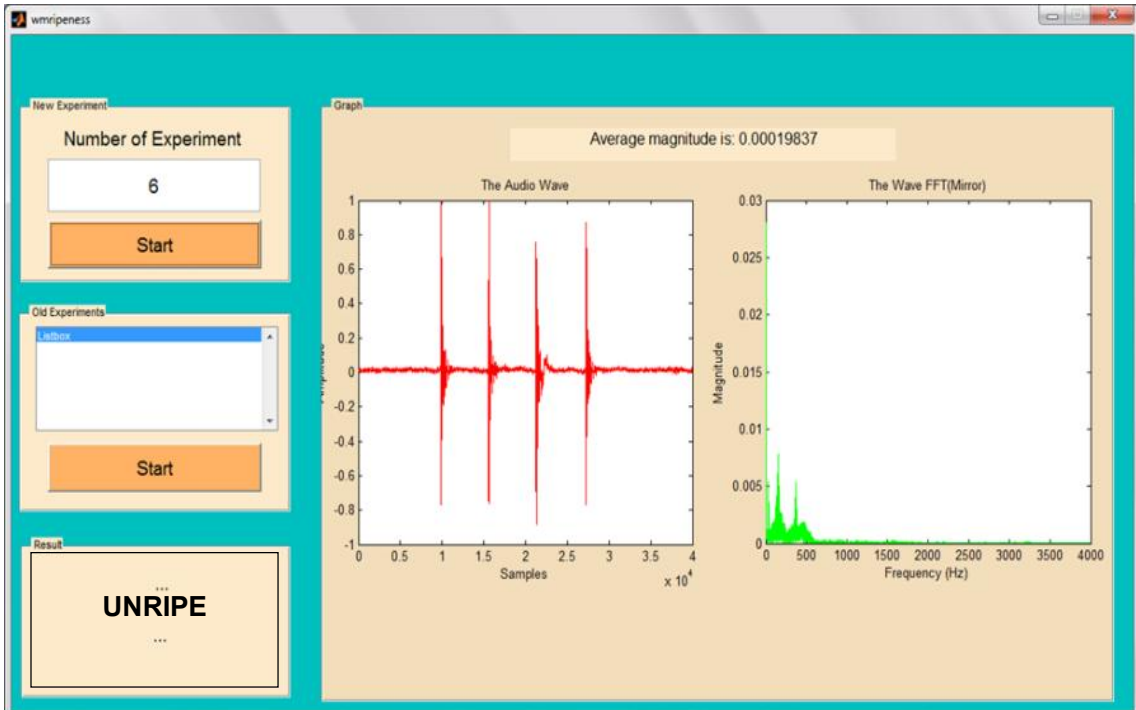 wmripeness
New Experiment
Number of Experiment
6
Start
Old Experiments
Listbox
Start
Result
...
UNRIPE
...
Graph
Average magnitude is: 0.00019837
The Audio Wave
1
0.8
0.6
0.4
0.2
0
-0.2
-0.4
-0.6
-0.8
-1
0 0.5 1 1.5 2 2.5 3 3.5 4
Samples
x 10^4
The Wave FFT(Mirror)
Magnitude
0.03
0.025
0.02
0.015
0.01
0.005
0
0 500 1000 1500 2000 2500 3000 3500 4000
Frequency (Hz)